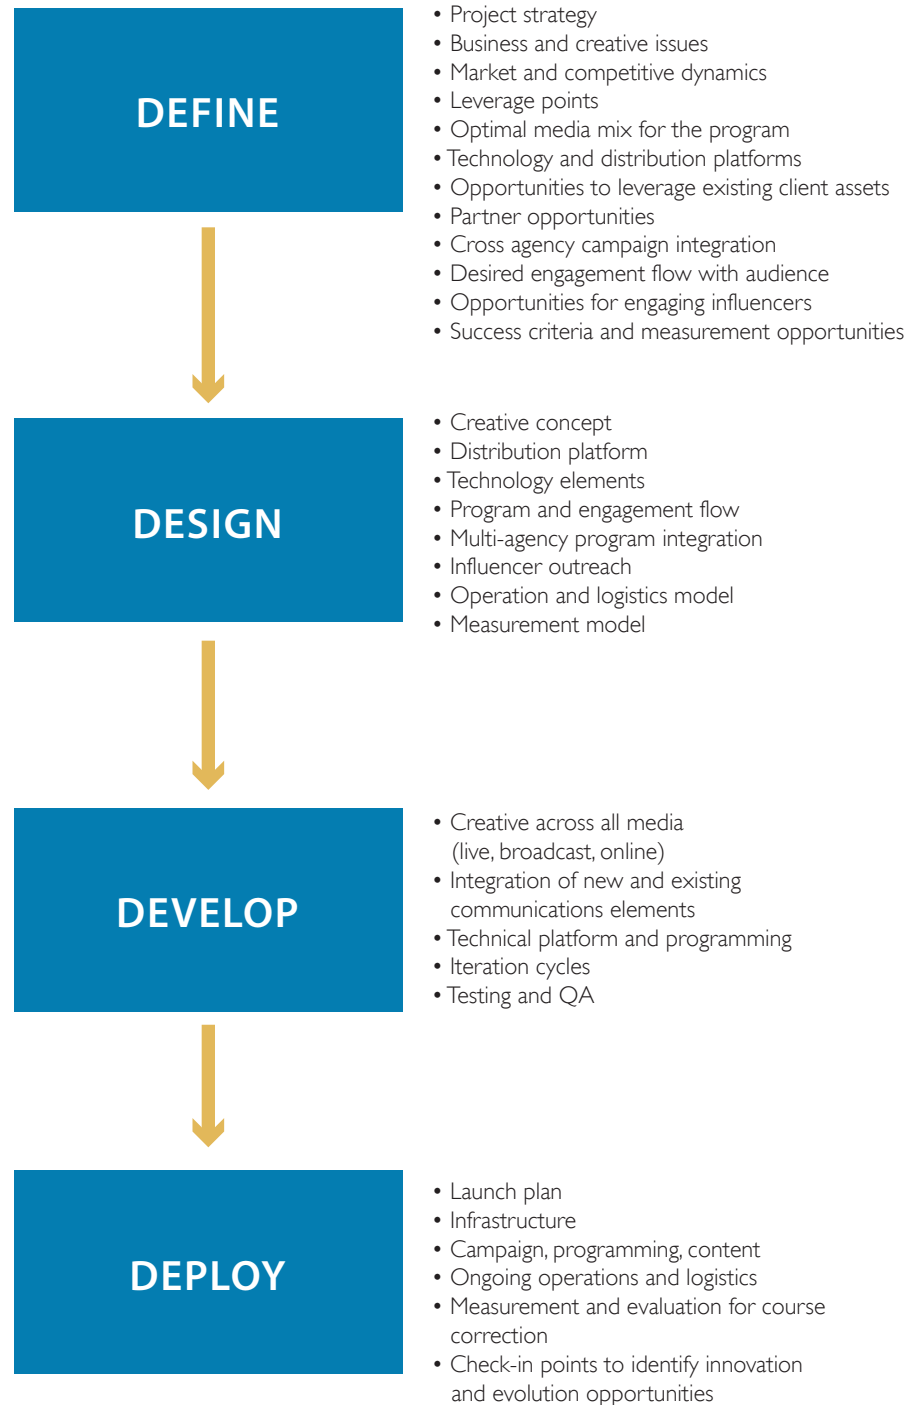 DEFINE
• Project strategy
• Business and creative issues
• Market and competitive dynamics
• Leverage points
• Optimal media mix for the program
• Technology and distribution platforms
• Opportunities to leverage existing client assets
• Partner opportunities
• Cross agency campaign integration
• Desired engagement flow with audience
• Opportunities for engaging influencers
• Success criteria and measurement opportunities
DESIGN
• Creative concept
• Distribution platform
• Technology elements
• Program and engagement flow
• Multi-agency program integration
• Influencer outreach
• Operation and logistics model
• Measurement model
DEVELOP
• Creative across all media
(live, broadcast, online)
• Integration of new and existing
communications elements
• Technical platform and programming
• Iteration cycles
• Testing and QA
DEPLOY
• Launch plan
• Infrastructure
• Campaign, programming, content
• Ongoing operations and logistics
• Measurement and evaluation for course
correction
• Check-in points to identify innovation
and evolution opportunities